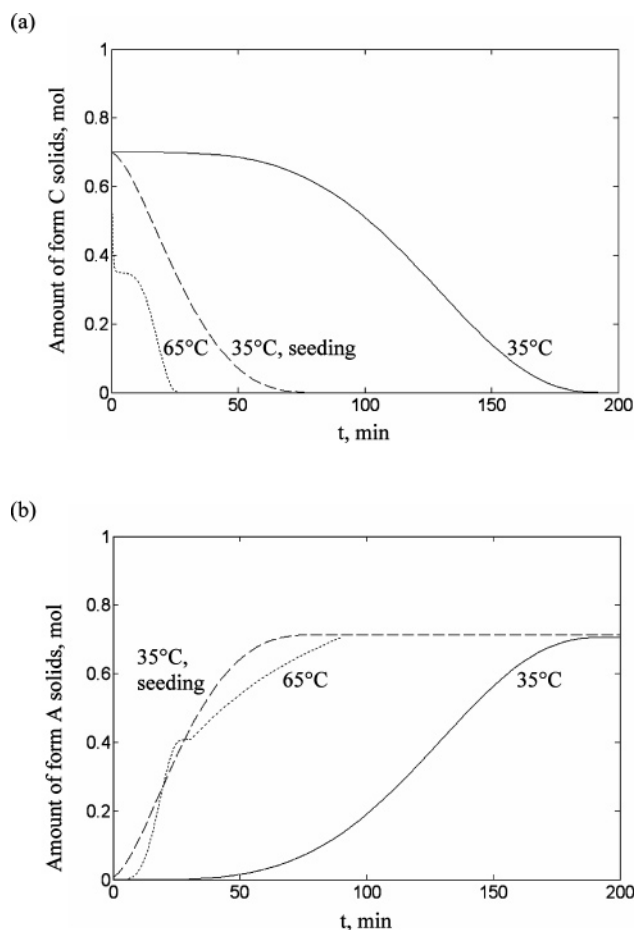 (a)
Amount of form C solids, mol
1
0.8
0.6
0.4
0.2
0
65°C
35°C, seeding
35°C
0
50
100
150
200
t, min
(b)
Amount of form A solids, mol
1
0.8
0.6
0.4
0.2
0
35°C,
seeding
65°C
35°C
0
50
100
150
200
t, min